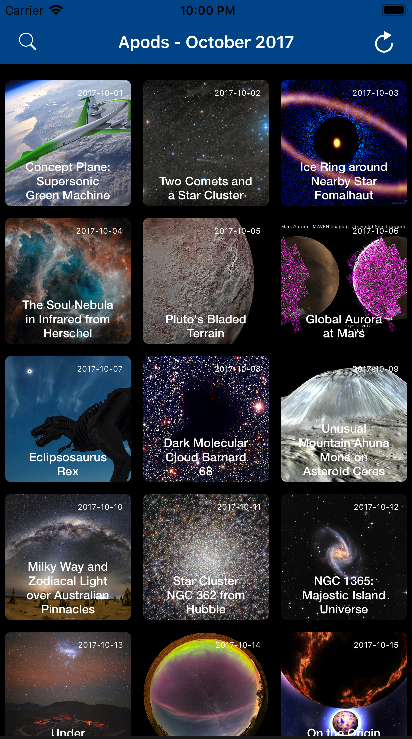 Carrier 10:00 PM
Apods - October 2017
2017-10-01
Concept Plane:
Supersonic
Green Machine
2017-10-02
Two Comets and
a Star Cluster
2017-10-03
Ice Ring around
Nearby Star
Fomalhaut
2017-10-04
The Soul Nebula
in Infrared from
Herschel
2017-10-05
Pluto's Bladed
Terrain
2017-10-06
Global Aurora
at Mars
2017-10-07
Eclipsosaurus
Rex
2017-10-08
Dark Molecular
Cloud Barnard
68
2017-10-09
Unusual
Mountain Ahuna
Mons on
Asteroid Ceres
2017-10-10
Milky Way and
Zodiacal Light
over Australian
Pinnacles
2017-10-11
Star Cluster
NGC 362 from
Hubble
2017-10-12
NGC 1365:
Majestic Island
Universe
2017-10-13
Under
2017-10-14
2017-10-15
On the Origin